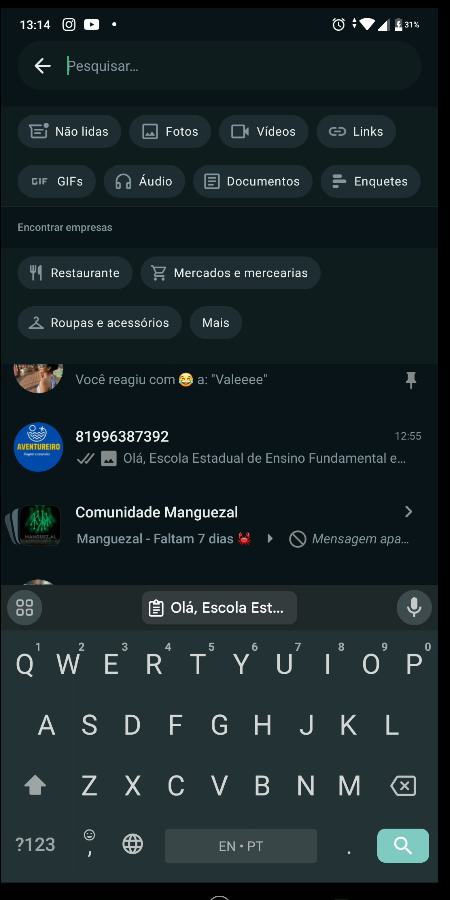 13:14
31%
Pesquisar...
Não lidas Fotos Vídeos Links
GIF GIFs Áudio Documentos Enquetes
Encontrar empresas
Restaurante Mercados e mercearias
Roupas e acessórios Mais
Você reagiu com 😂 a: "Valeeee"
81996387392 12:55
AVENTUREIRO
Olá, Escola Estadual de Ensino Fundamental e...
Comunidade Manguezal
MANGUEZAL
Manguezal - Faltam 7 dias 🦀 Mensagem apa...
Olá, Escola Est...
1 2 3 4 5 6 7 8 9 0
Q W E R T Y U I O P
A S D F G H J K L
Z X C V B N M
?123 , EN • PT .